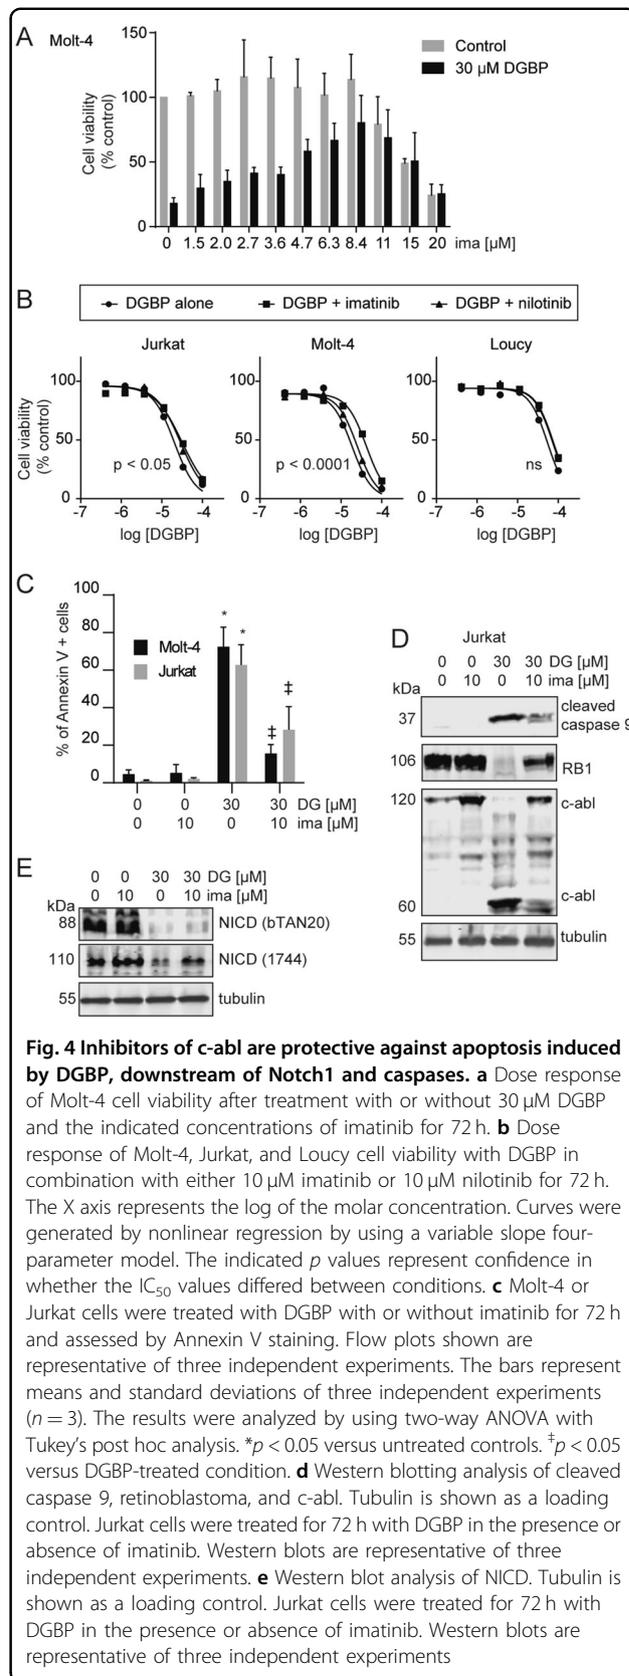 A
Molt-4
Control
30 µM DGBP
Cell viability
(% control)
150
100
50
0
0 1.5 2.0 2.7 3.6 4.7 6.3 8.4 11 15 20 ima [µM]
B
DGBP alone DGBP + imatinib DGBP + nilotinib
Jurkat Molt-4 Loucy
Cell viability
(% control)
100 100 100
50 50 50
p < 0.05 p < 0.0001 ns
0 0 0
-7 -6 -5 -4 -7 -6 -5 -4 -7 -6 -5 -4
log [DGBP] log [DGBP] log [DGBP]
C
% of Annexin V + cells
100
80
60
40
20
0
Molt-4
Jurkat
* *
‡ ‡
0 0 30 30 DG [µM]
0 10 0 10 ima [µM]
D
Jurkat
0 0 30 30 DG [µM]
0 10 0 10 ima [µM]
kDa
37 cleaved
caspase 9
106 RB1
120 c-abl
60 c-abl
55 tubulin
E
0 0 30 30 DG [µM]
0 10 0 10 ima [µM]
kDa
88 NICD (bTAN20)
110 NICD (1744)
55 tubulin
Fig. 4 Inhibitors of c-abl are protective against apoptosis induced
by DGBP, downstream of Notch1 and caspases. a Dose response
of Molt-4 cell viability after treatment with or without 30 µM DGBP
and the indicated concentrations of imatinib for 72 h. b Dose
response of Molt-4, Jurkat, and Loucy cell viability with DGBP in
combination with either 10 µM imatinib or 10 µM nilotinib for 72 h.
The X axis represents the log of the molar concentration. Curves were
generated by nonlinear regression by using a variable slope four-
parameter model. The indicated p values represent confidence in
whether the IC50 values differed between conditions. c Molt-4 or
Jurkat cells were treated with DGBP with or without imatinib for 72 h
and assessed by Annexin V staining. Flow plots shown are
representative of three independent experiments. The bars represent
means and standard deviations of three independent experiments
(n = 3). The results were analyzed by using two-way ANOVA with
Tukey's post hoc analysis. *p < 0.05 versus untreated controls. ‡p < 0.05
versus DGBP-treated condition. d Western blotting analysis of cleaved
caspase 9, retinoblastoma, and c-abl. Tubulin is shown as a loading
control. Jurkat cells were treated for 72 h with DGBP in the presence or
absence of imatinib. Western blots are representative of three
independent experiments. e Western blot analysis of NICD. Tubulin is
shown as a loading control. Jurkat cells were treated for 72 h with
DGBP in the presence or absence of imatinib. Western blots are
representative of three independent experiments